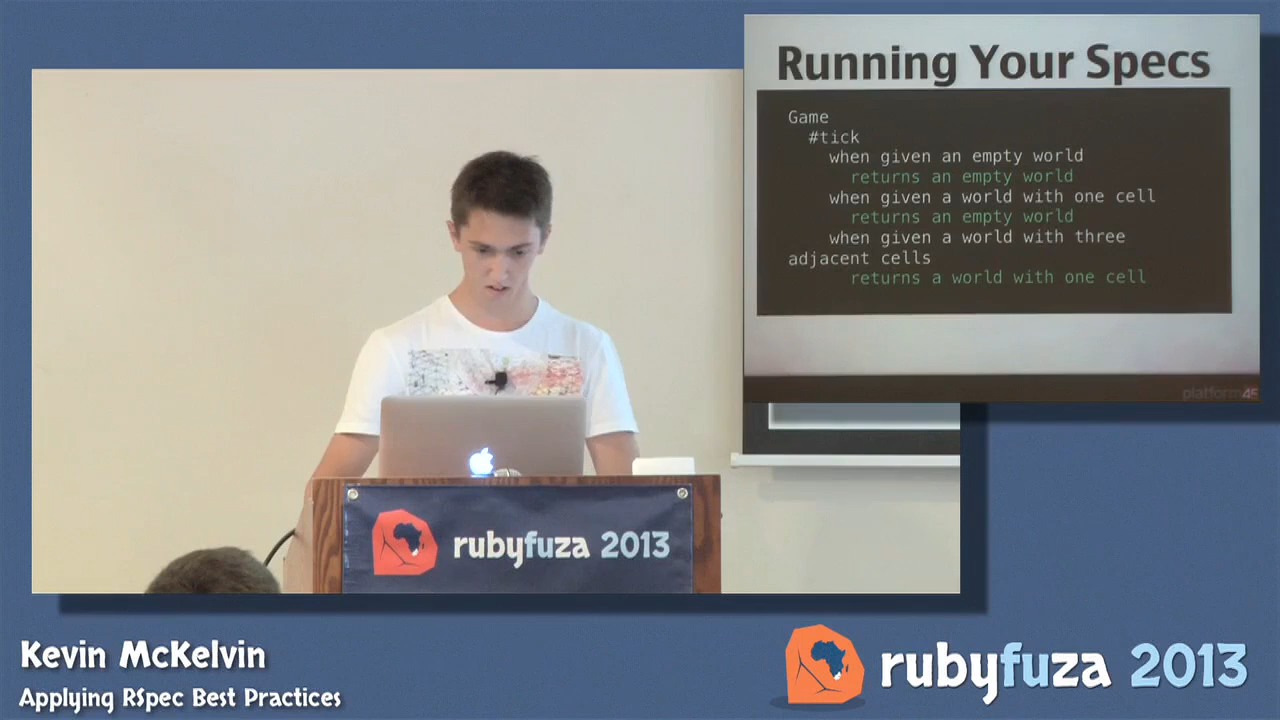 Running Your Specs
Game
#tick
when given an empty world
returns an empty world
when given a world with one cell
returns an empty world
when given a world with three
adjacent cells
returns a world with one cell
platform45
rubyfuza 2013
Kevin McKelvin
Applying RSpec Best Practices
rubyfuza 2013